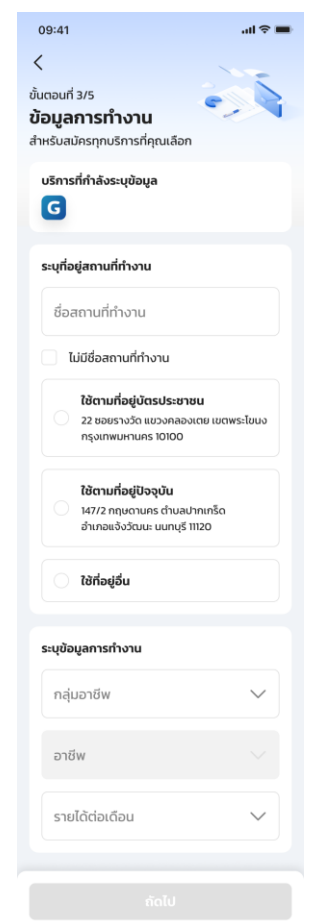 09:41
ขั้นตอนที่ 3/5
ข้อมูลการทำงาน
สำหรับสมัครทุกบริการที่คุณเลือก
บริการที่กำลังระบุข้อมูล
G
ระบุที่อยู่สถานที่ทำงาน
ชื่อสถานที่ทำงาน
ไม่มีชื่อสถานที่ทำงาน
ใช้ตามที่อยู่บัตรประชาชน
22 ซอยรางวัด แขวงคลองเตย เขตพระโขนง
กรุงเทพมหานคร 10100
ใช้ตามที่อยู่ปัจจุบัน
147/2 กฤษดานคร ตำบลปากเกร็ด
อำเภอแจ้งวัฒนะ นนทบุรี 11120
ใช้ที่อยู่อื่น
ระบุข้อมูลการทำงาน
กลุ่มอาชีพ
อาชีพ
รายได้ต่อเดือน
ถัดไป